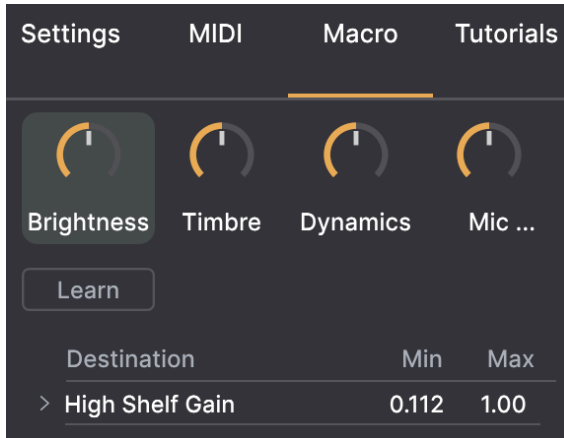 Settings MIDI Macro Tutorials
Brightness Timbre Dynamics Mic ...
Learn
Destination Min Max
High Shelf Gain 0.112 1.00